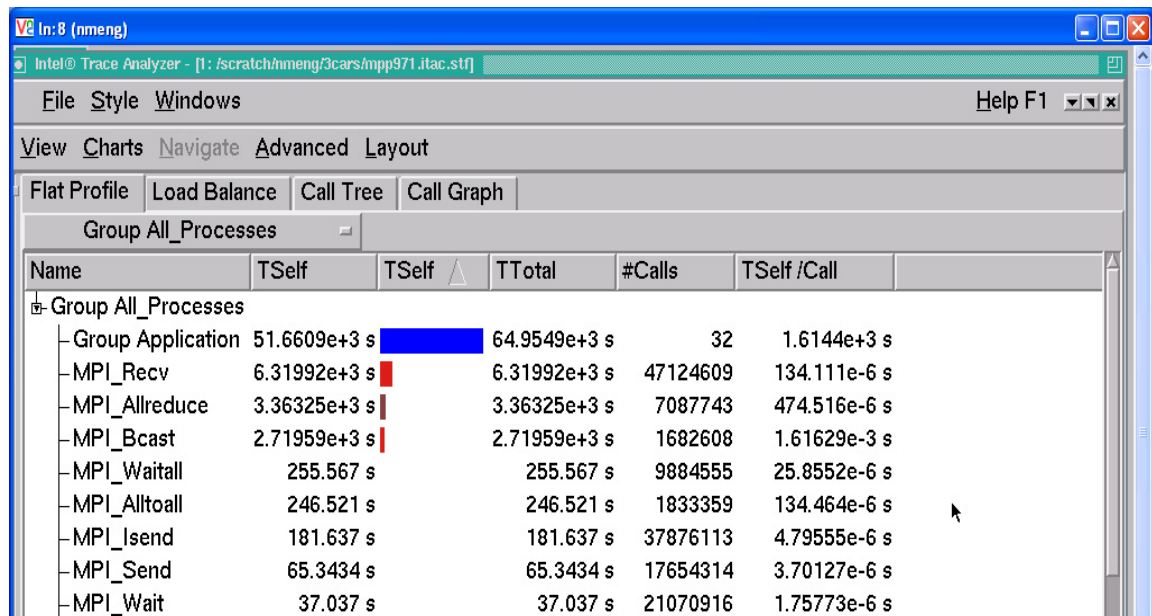 V2 ln:8 (nmeng)
Intel® Trace Analyzer - [1: /scratch/nmeng/3cars/mpp971.itac.stf]
File Style Windows Help F1
View Charts Navigate Advanced Layout
Flat Profile Load Balance Call Tree Call Graph
Group All_Processes
Name TSelf TSelf TTotal #Calls TSelf /Call
Group All_Processes
Group Application 51.6609e+3 s 64.9549e+3 s 32 1.6144e+3 s
MPI_Recv 6.31992e+3 s 6.31992e+3 s 47124609 134.111e-6 s
MPI_Allreduce 3.36325e+3 s 3.36325e+3 s 7087743 474.516e-6 s
MPI_Bcast 2.71959e+3 s 2.71959e+3 s 1682608 1.61629e-3 s
MPI_Waitall 255.567 s 255.567 s 9884555 25.8552e-6 s
MPI_Alltoall 246.521 s 246.521 s 1833359 134.464e-6 s
MPI_Isend 181.637 s 181.637 s 37876113 4.79555e-6 s
MPI_Send 65.3434 s 65.3434 s 17654314 3.70127e-6 s
MPI_Wait 37.037 s 37.037 s 21070916 1.75773e-6 s